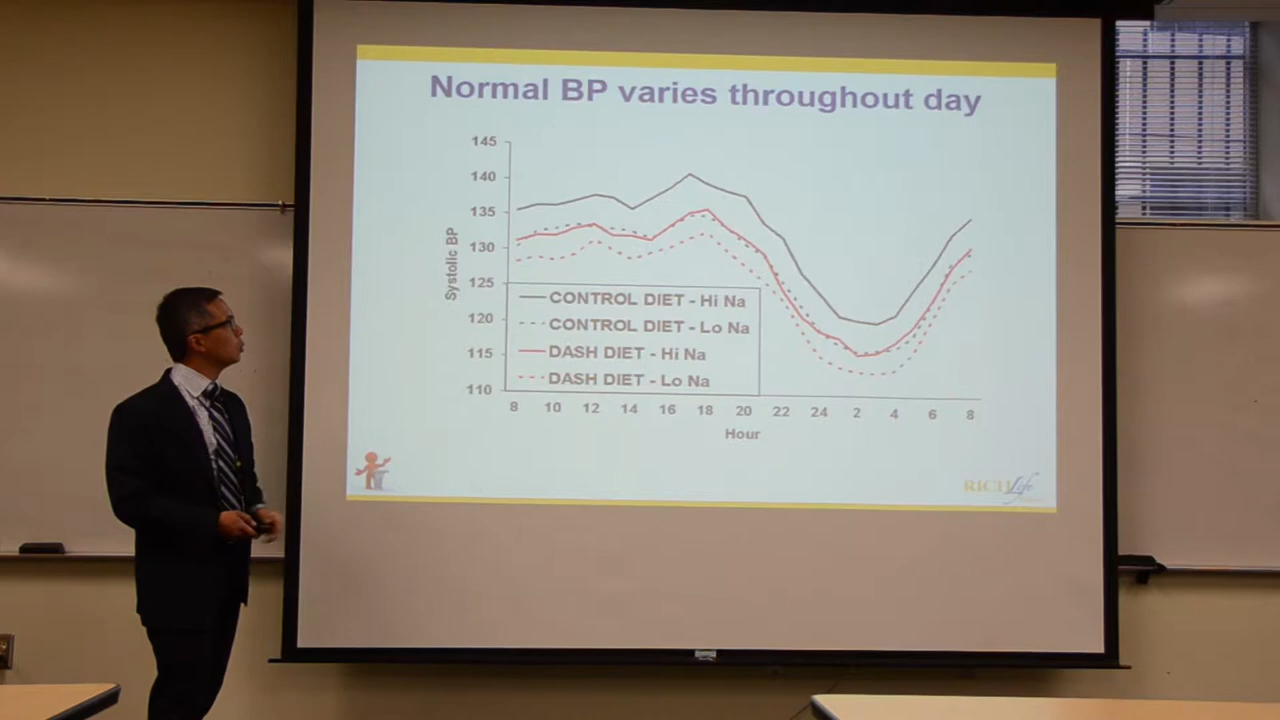 Normal BP varies throughout day
145
140
135
130
125
120
115
110
Systolic BP
CONTROL DIET - Hi Na
CONTROL DIET - Lo Na
DASH DIET - Hi Na
DASH DIET - Lo Na
8 10 12 14 16 18 20 22 24 2 4 6 8
Hour
RICH Life